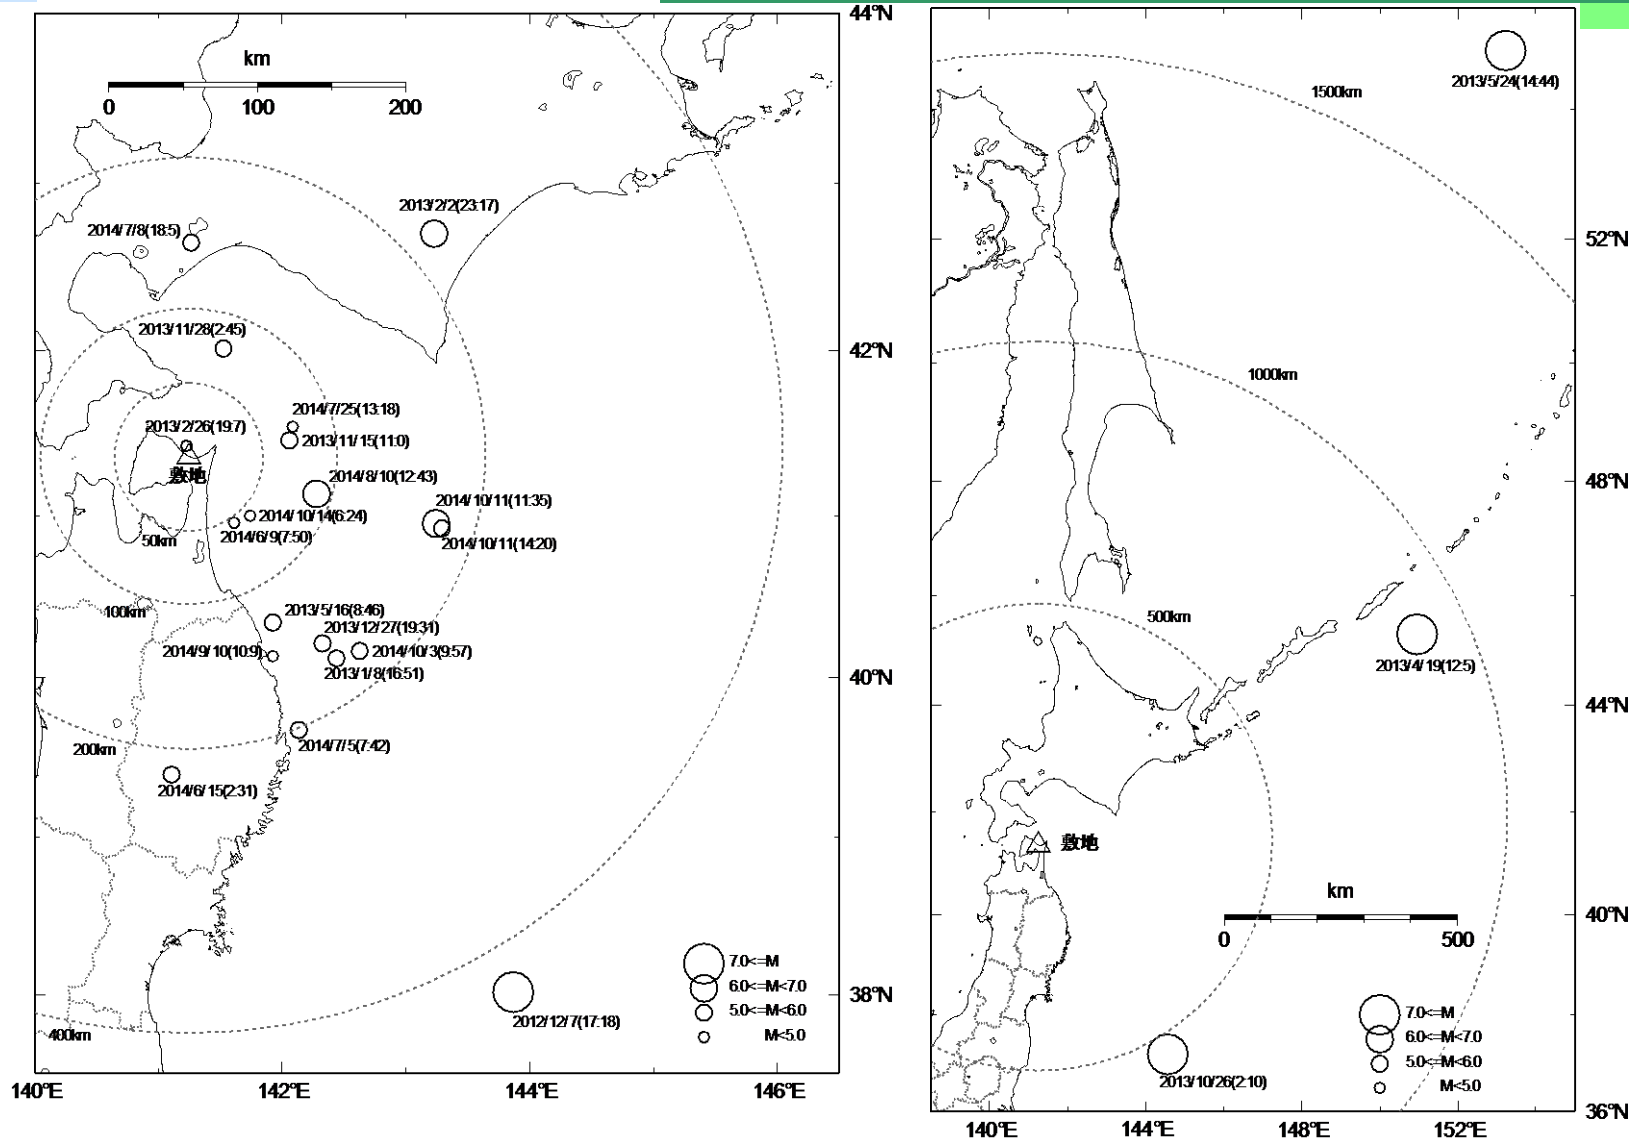 km
0 100 200
44°N
2013/2/2(23:17)
2014/7/8(18:5)
2013/11/28(2:45)
42°N
2014/7/25(13:18)
2013/2/26(19:7)
2013/11/15(11:0)
敷地
2014/8/10(12:43)
2014/10/11(11:35)
2014/10/14(6:24)
2014/6/9(7:50)
50km
2014/10/11(14:20)
100km
2013/5/16(8:46)
2013/12/27(19:31)
2014/9/10(10:9)
2014/10/3(9:57)
2013/1/8(16:51)
40°N
200km
2014/7/5(7:42)
2014/6/15(2:31)
7.0<=M
6.0<=M<7.0
5.0<=M<6.0
M<5.0
38°N
2012/12/7(17:18)
400km
140°E 142°E 144°E 146°E
2013/5/24(14:44)
1500km
52°N
1000km
48°N
500km
2013/4/19(12:5)
44°N
敷地
km
0 500
40°N
7.0<=M
6.0<=M<7.0
5.0<=M<6.0
M<5.0
2013/10/26(2:10)
36°N
140°E 144°E 148°E 152°E